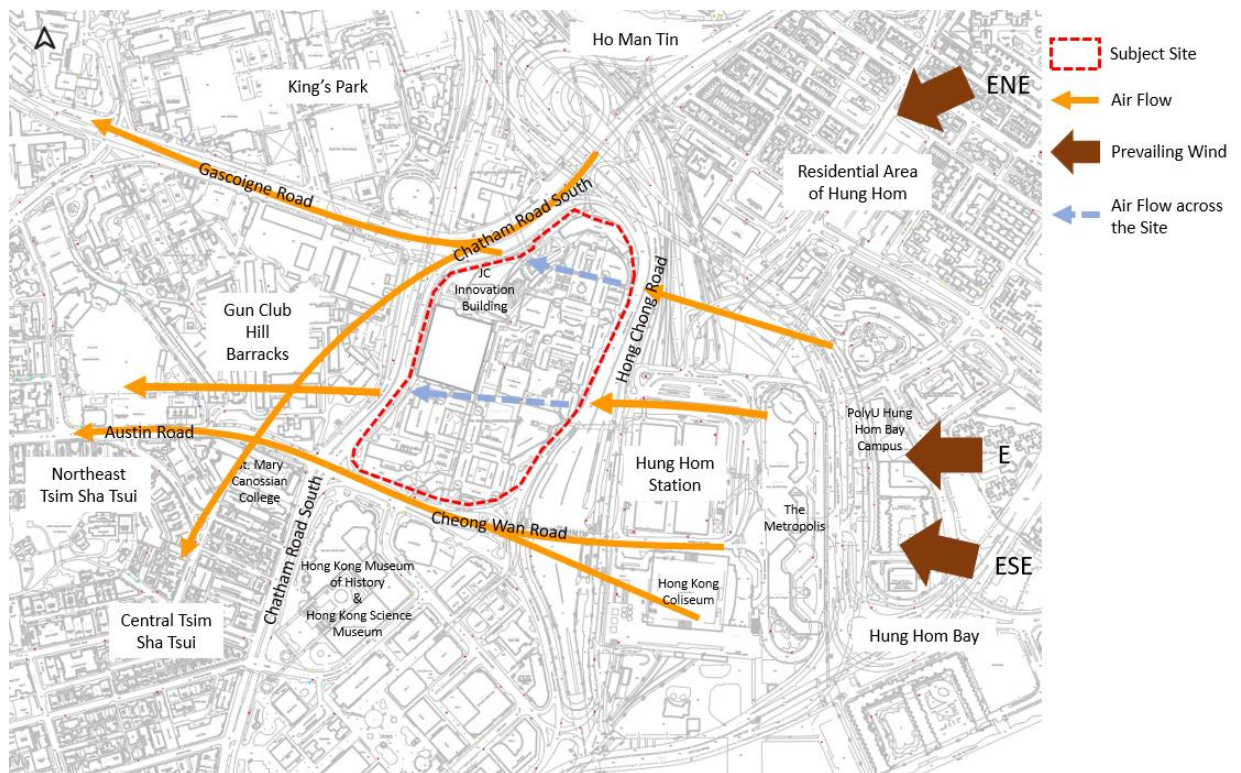 Ho Man Tin
King's Park
ENE
Residential Area
of Hung Hom
Gascoigne Road
Chatham Road South
JC
Innovation
Building
Hong Chong Road
Gun Club
Hill
Barracks
PolyU Hung
Hom Bay
Campus
E
Austin Road
Northeast
Tsim Sha Tsui
St. Mary
Canossian
College
Chatham Road South
Cheong Wan Road
Hung Hom
Station
The
Metropolis
ESE
Hong Kong Museum
of History
&
Hong Kong Science
Museum
Hong Kong
Coliseum
Central Tsim
Sha Tsui
Hung Hom Bay
Subject Site
Air Flow
Prevailing Wind
Air Flow across
the Site